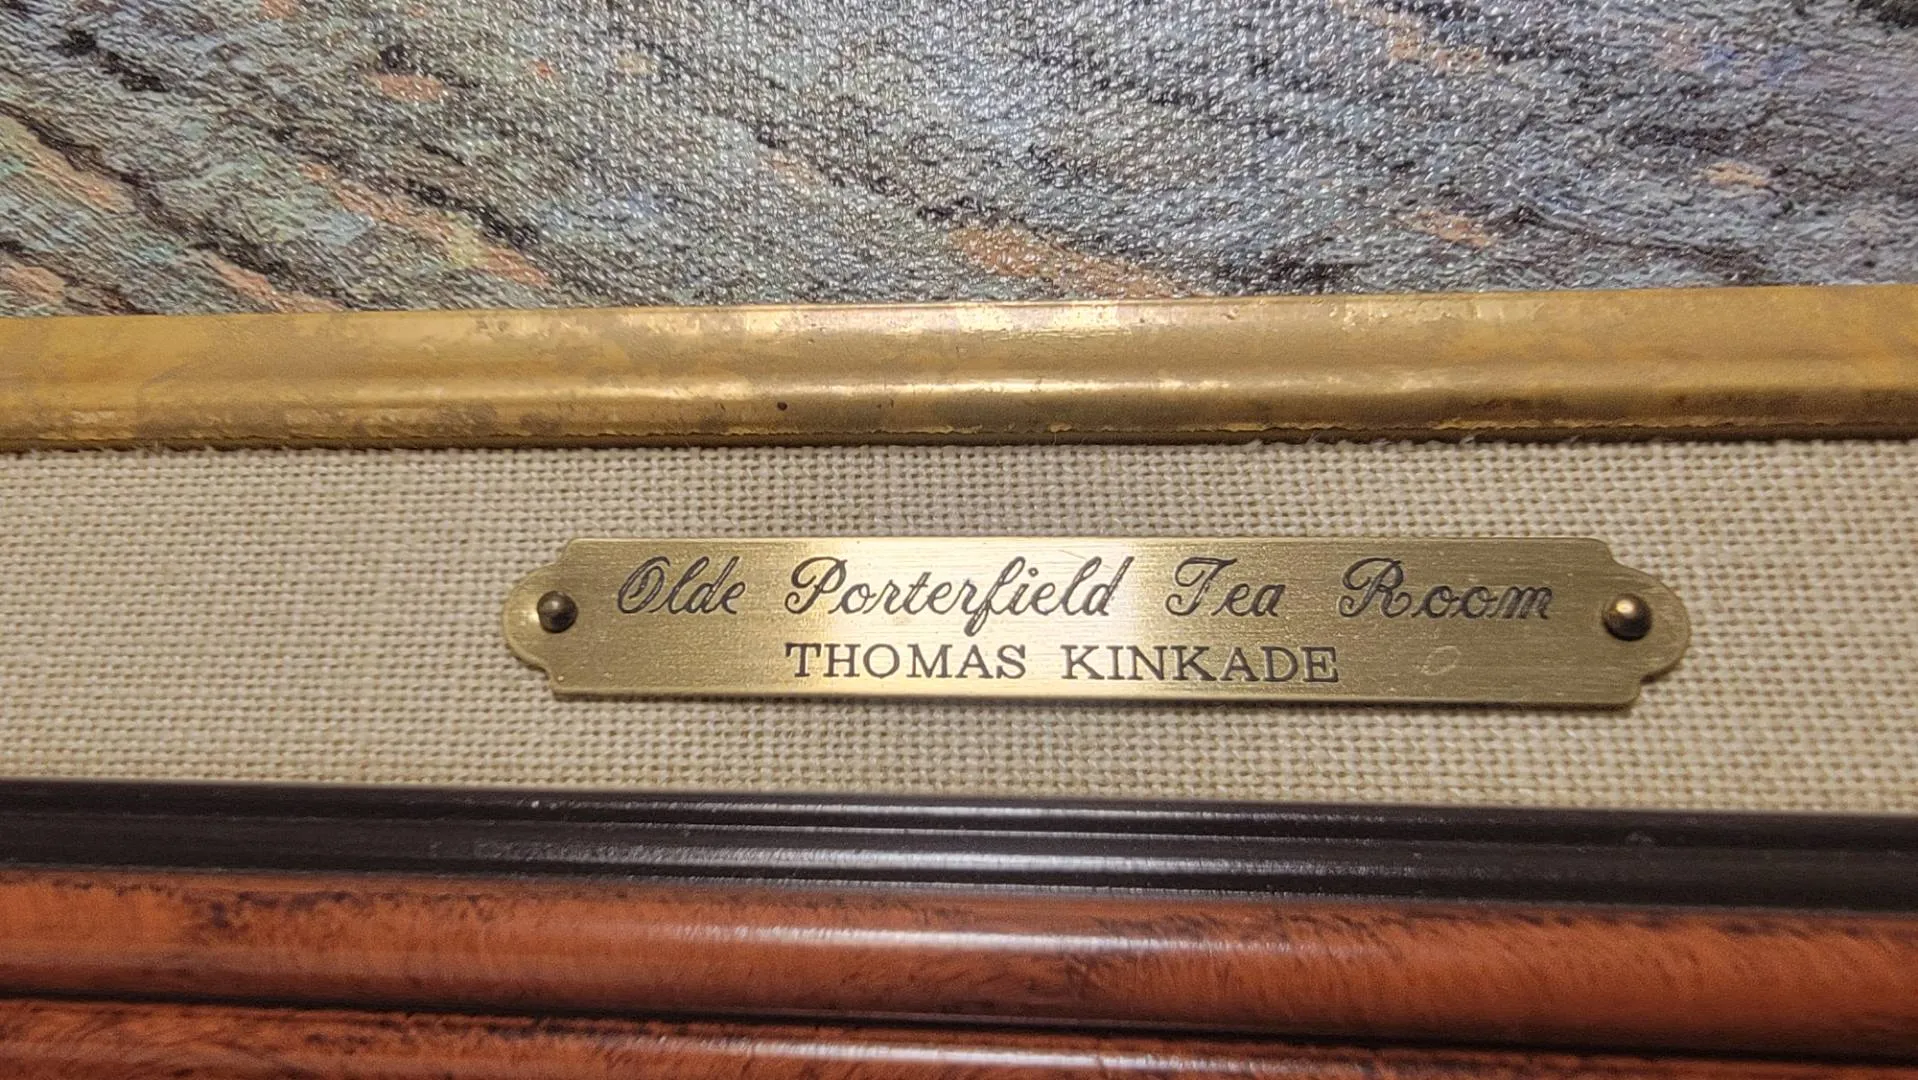 Olde Porterfield Tea Room
THOMAS KINKADE